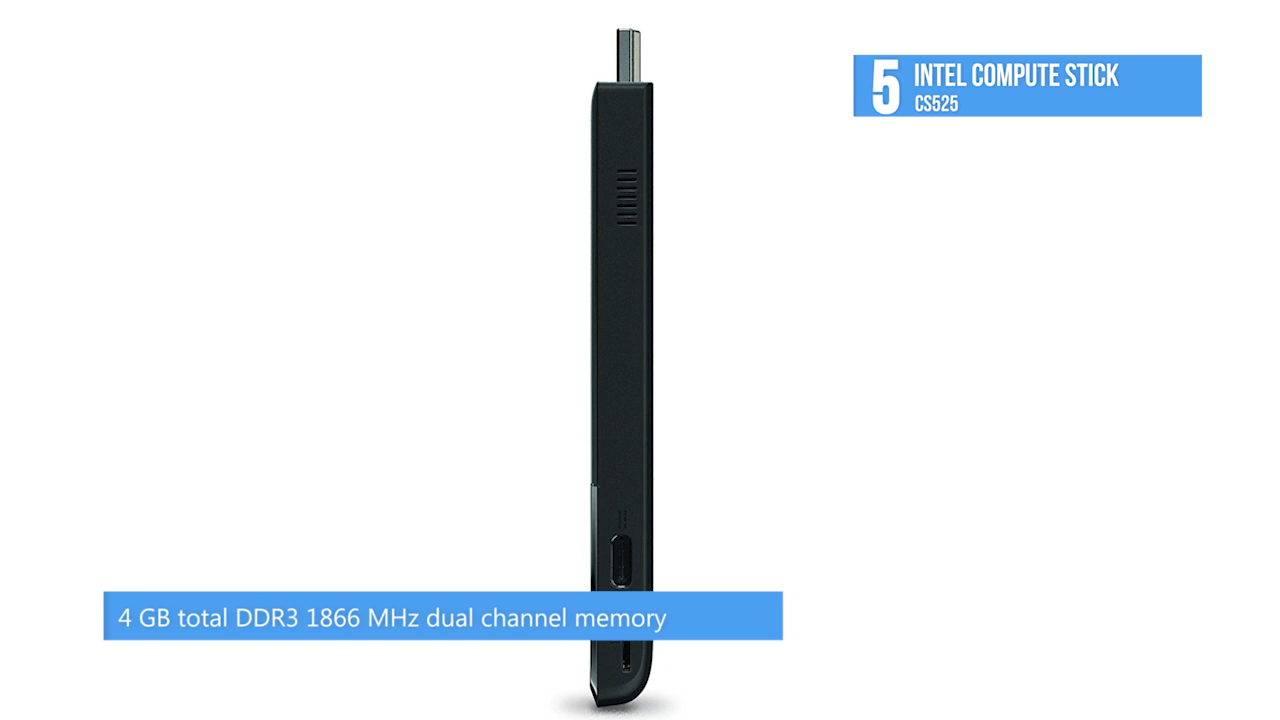 5
INTEL COMPUTE STICK
CS525
4 GB total DDR3 1866 MHz dual channel memory